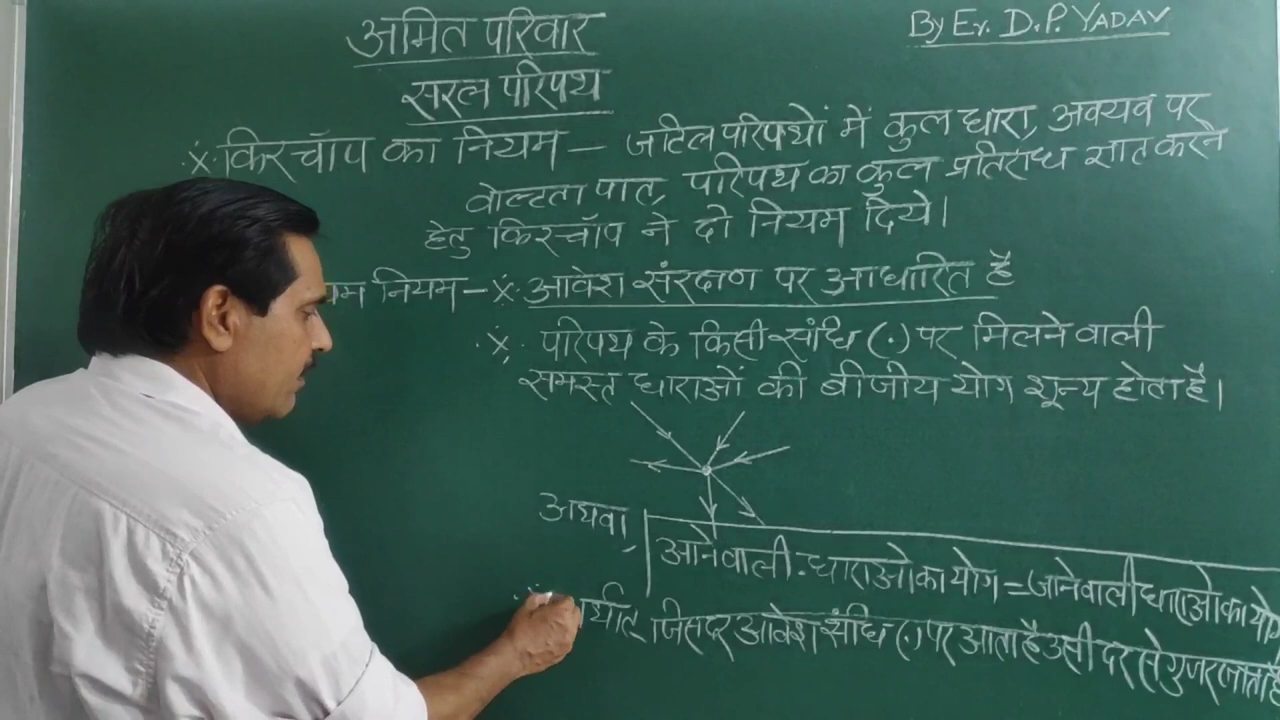 By Er. D. P. YADAV
अमित परिवार
सरल परिपथ
किरचॉप का नियम – जटिल परिपथों में कुल धारा, अवयव पर
वोल्टता पात, परिपथ का कुल प्रतिरोध ज्ञात करने
हेतु किरचॉप ने दो नियम दिये।
नियम – आवेश संरक्षण पर आधारित है
परिपथ के किसी संधि (.) पर मिलने वाली
समस्त धाराओं की बीजीय योग शून्य होता है।
अथवा,
आनेवाली धाराओ का योग = जानेवाली धाराओ का योग
जिस दर आवेश संधि (.) पर आता है उसी दर से गुजर जाता है